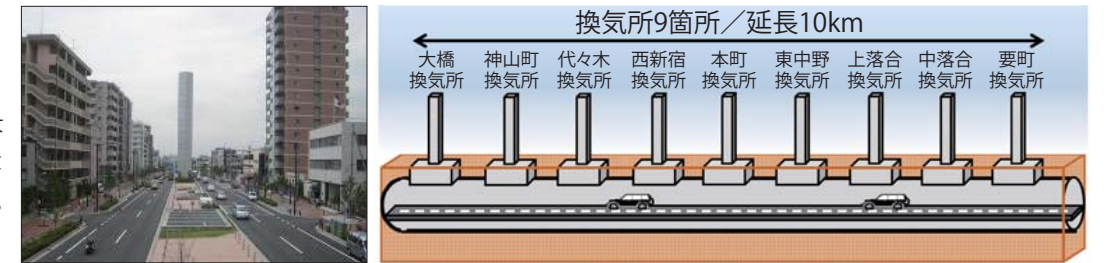 換気所9箇所／延長10km
大橋
換気所
神山町
換気所
代々木
換気所
西新宿
換気所
本町
換気所
東中野
換気所
上落合
換気所
中落合
換気所
要町
換気所